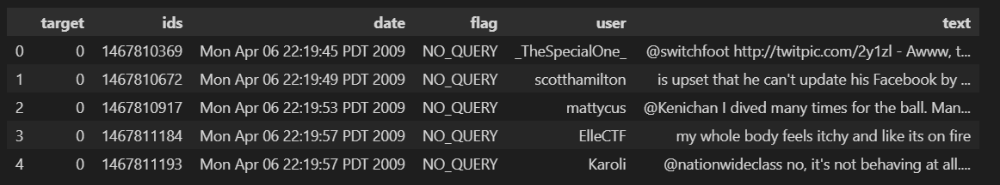 target ids date flag user text
0 0 1467810369 Mon Apr 06 22:19:45 PDT 2009 NO_QUERY _TheSpecialOne_ @switchfoot http://twitpic.com/2y1zl - Awww, t...
1 0 1467810672 Mon Apr 06 22:19:49 PDT 2009 NO_QUERY scotthamilton is upset that he can't update his Facebook by ...
2 0 1467810917 Mon Apr 06 22:19:53 PDT 2009 NO_QUERY mattycus @Kenichan I dived many times for the ball. Man...
3 0 1467811184 Mon Apr 06 22:19:57 PDT 2009 NO_QUERY ElleCTF my whole body feels itchy and like its on fire
4 0 1467811193 Mon Apr 06 22:19:57 PDT 2009 NO_QUERY Karoli @nationwideclass no, it's not behaving at all....